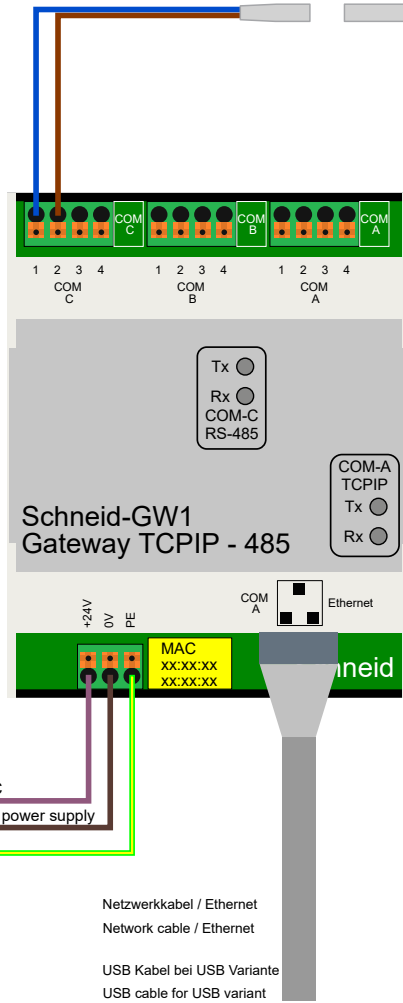 COM
C
COM
B
COM
A
1 2 3 4
COM
C
1 2 3 4
COM
B
1 2 3 4
COM
A
Tx
Rx
COM-C
RS-485
COM-A
TCPIP
Tx
Rx
Schneid-GW1
Gateway TCPIP - 485
COM
A
Ethernet
+24V
0V
PE
MAC
xx:xx:xx
xx:xx:xx
neid
power supply
Netzwerkkabel / Ethernet
Network cable / Ethernet
USB Kabel bei USB Variante
USB cable for USB variant